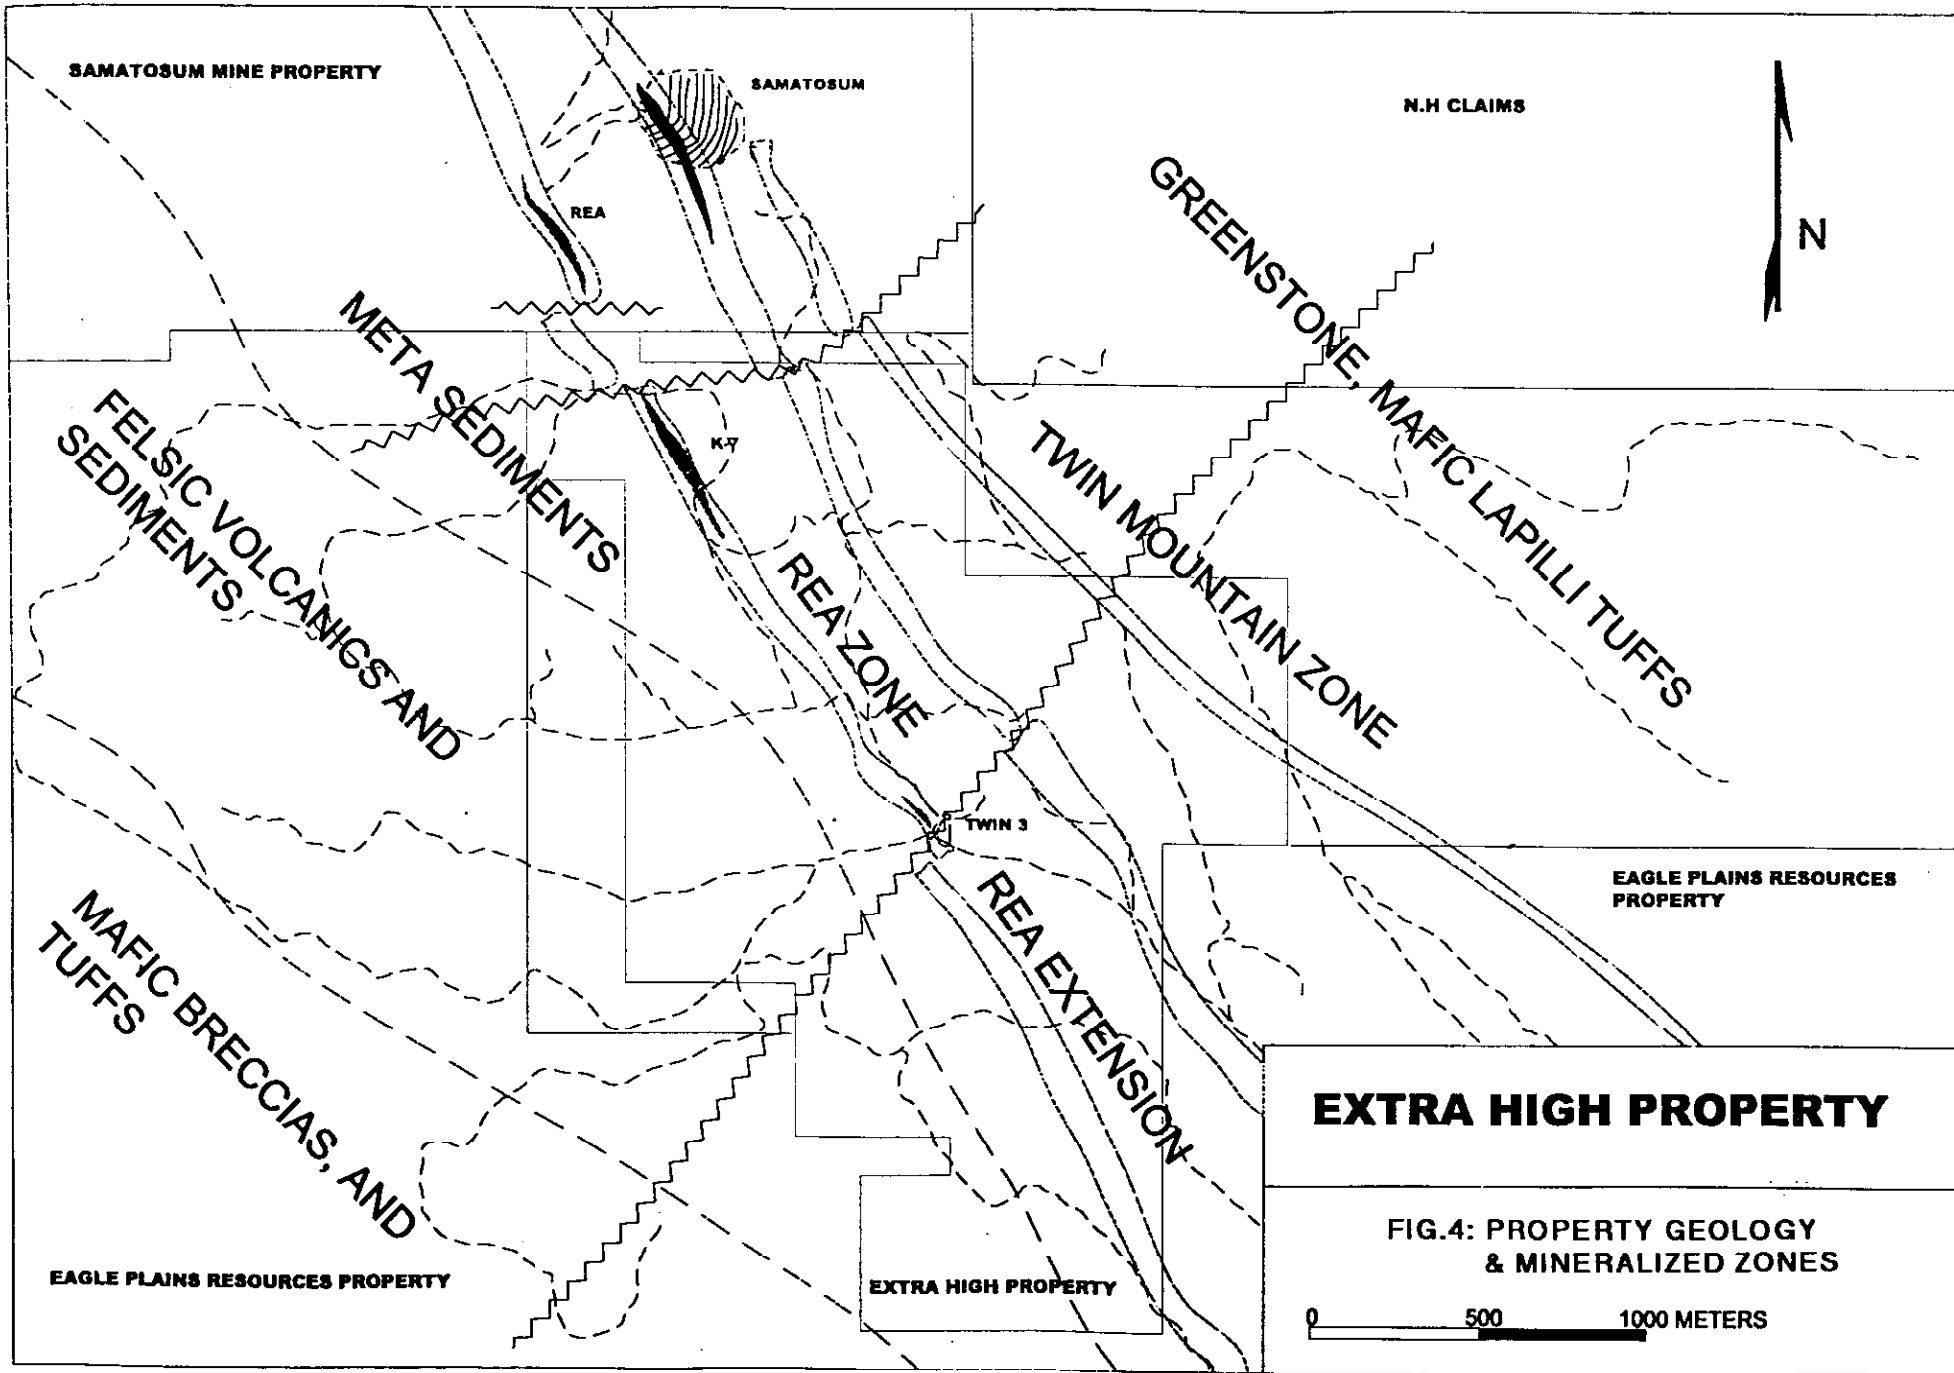 SAMATOSUM MINE PROPERTY
SAMATOSUM
N.H CLAIMS
N
REA
GREENSTONE, MAFIC LAPILLI TUFFS
META SEDIMENTS
FELSIC VOLCANICS AND
SEDIMENTS
K-7
TWIN MOUNTAIN ZONE
REA ZONE
TWIN 3
REA EXTENSION
EAGLE PLAINS RESOURCES
PROPERTY
MAFIC BRECCIAS, AND
TUFFS
EAGLE PLAINS RESOURCES PROPERTY
EXTRA HIGH PROPERTY
EXTRA HIGH PROPERTY
FIG.4: PROPERTY GEOLOGY
& MINERALIZED ZONES
0 500 1000 METERS